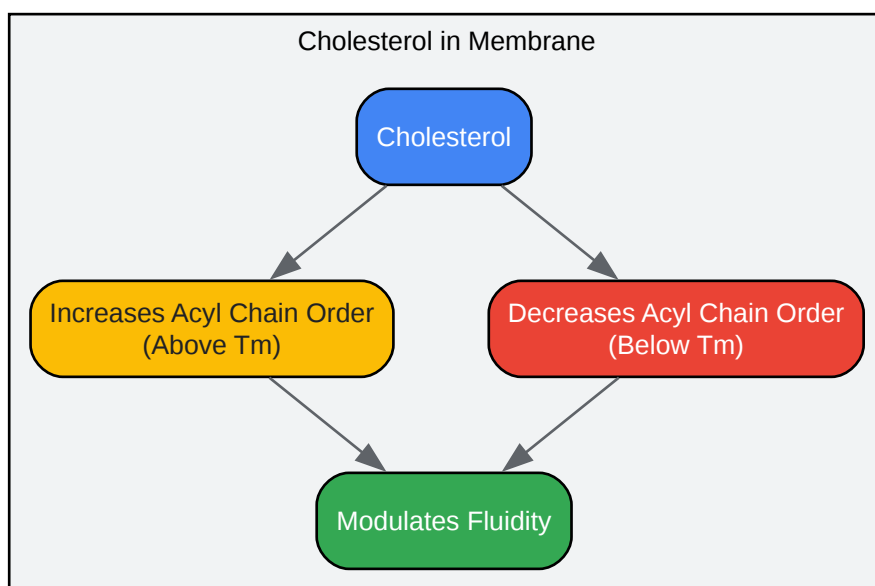 Cholesterol in Membrane
Cholesterol
Increases Acyl Chain Order
(Above Tm)
Decreases Acyl Chain Order
(Below Tm)
Modulates Fluidity